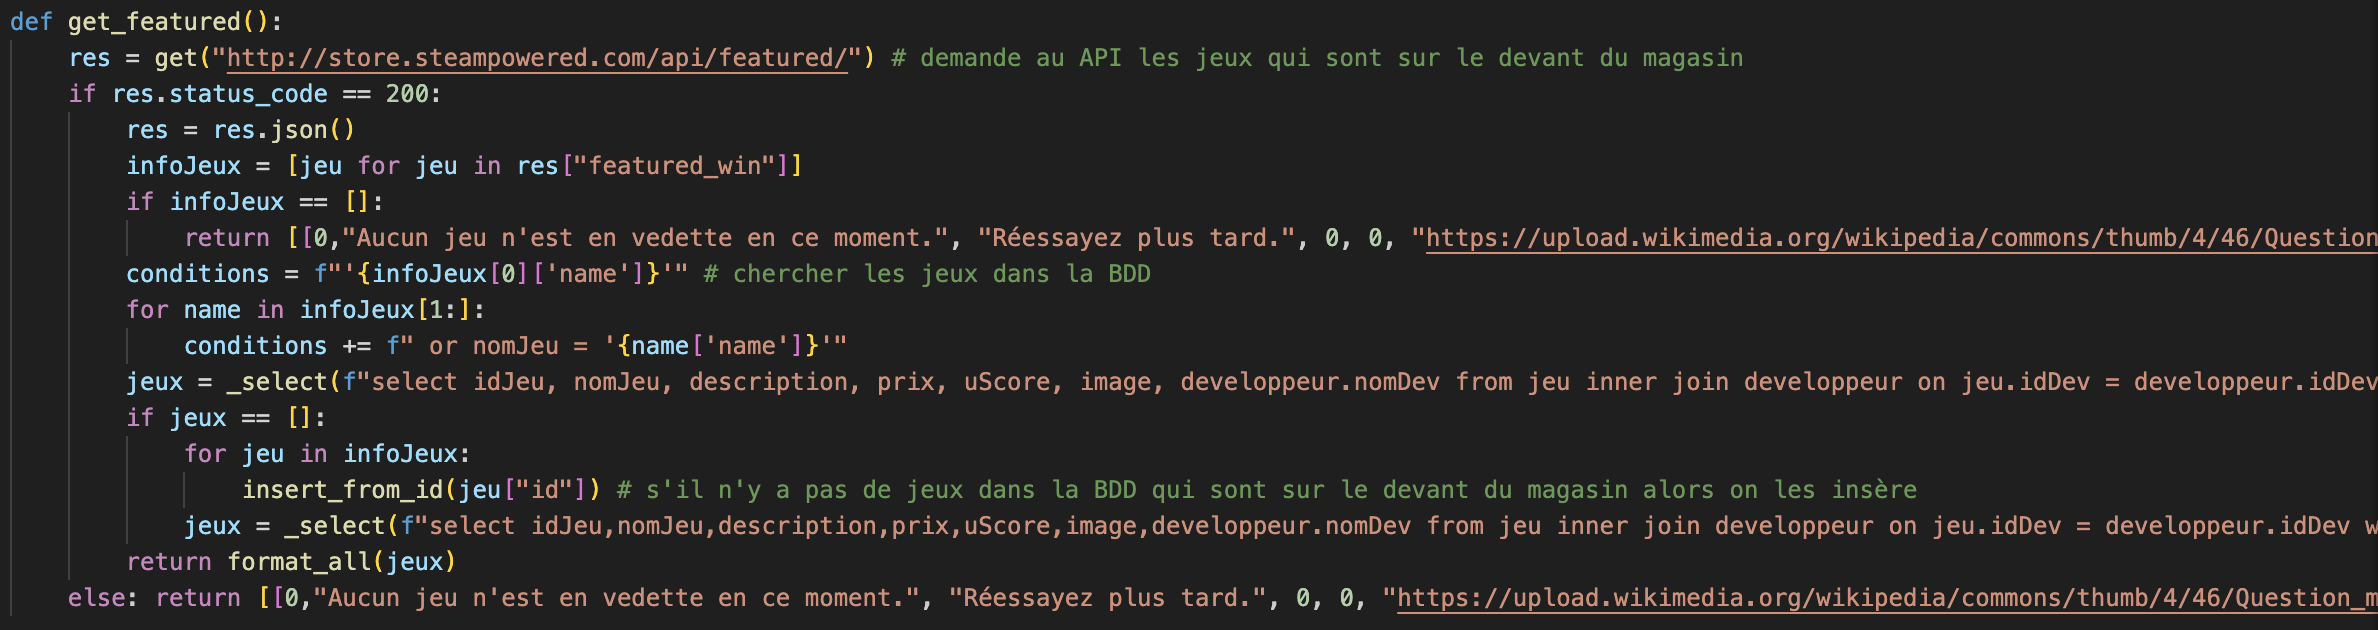 def get_featured():
    res = get("http://store.steampowered.com/api/featured/") # demande au API les jeux qui sont sur le devant du magasin
    if res.status_code == 200:
        res = res.json()
        infoJeux = [jeu for jeu in res["featured_win"]]
        if infoJeux == []:
            return [[0,"Aucun jeu n'est en vedette en ce moment.", "Réessayez plus tard.", 0, 0, "https://upload.wikimedia.org/wikipedia/commons/thumb/4/46/Question
        conditions = f"'{infoJeux[0]['name']}'" # chercher les jeux dans la BDD
        for name in infoJeux[1:]:
            conditions += f" or nomJeu = '{name['name']}'"
        jeux = _select(f"select idJeu, nomJeu, description, prix, uScore, image, developpeur.nomDev from jeu inner join developpeur on jeu.idDev = developpeur.idDev
        if jeux == []:
            for jeu in infoJeux:
                insert_from_id(jeu["id"]) # s'il n'y a pas de jeux dans la BDD qui sont sur le devant du magasin alors on les insère
            jeux = _select(f"select idJeu,nomJeu,description,prix,uScore,image,developpeur.nomDev from jeu inner join developpeur on jeu.idDev = developpeur.idDev w
        return format_all(jeux)
    else: return [[0,"Aucun jeu n'est en vedette en ce moment.", "Réessayez plus tard.", 0, 0, "https://upload.wikimedia.org/wikipedia/commons/thumb/4/46/Question_m